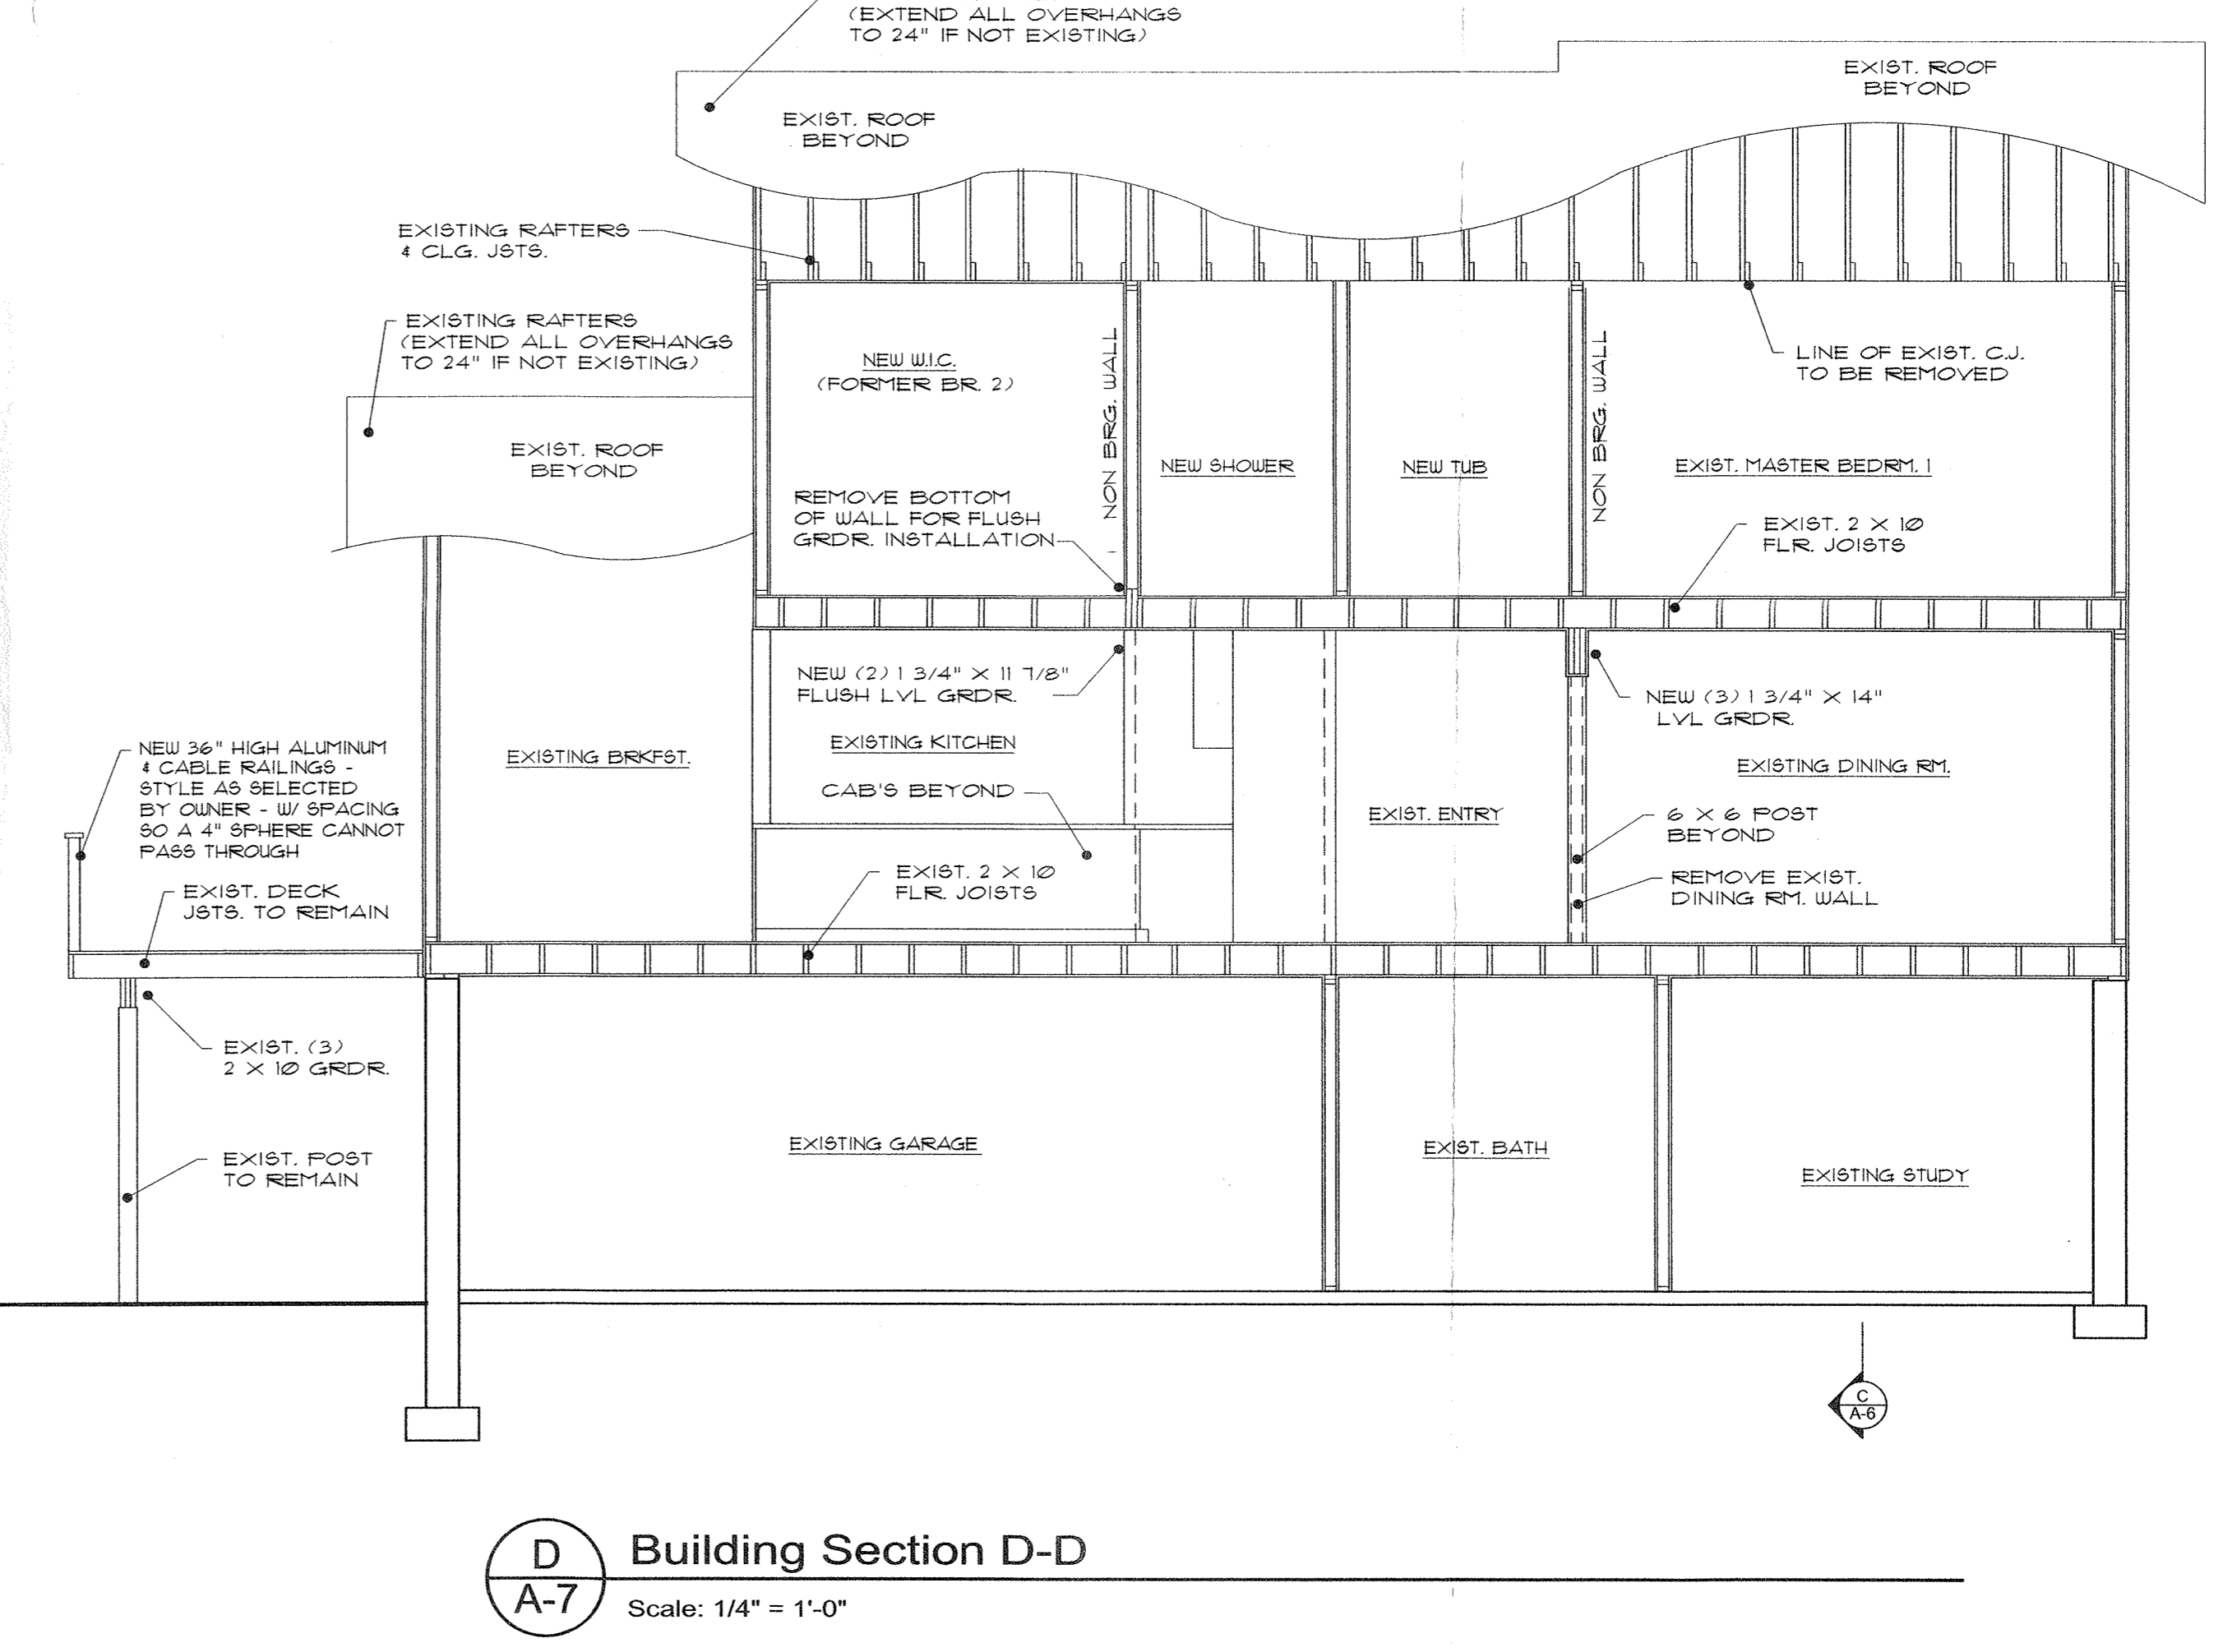 (EXTEND ALL OVERHANGS
TO 24" IF NOT EXISTING)
EXIST. ROOF
BEYOND
EXIST. ROOF
BEYOND
EXISTING RAFTERS
& CLG. JSTS.
EXISTING RAFTERS
(EXTEND ALL OVERHANGS
TO 24" IF NOT EXISTING)
EXIST. ROOF
BEYOND
NEW W.I.C.
(FORMER BR. 2)
NON BRG. WALL
REMOVE BOTTOM
OF WALL FOR FLUSH
GRDR. INSTALLATION
NEW SHOWER
NEW TUB
NON BRG. WALL
LINE OF EXIST. C.J.
TO BE REMOVED
EXIST. MASTER BEDRM. 1
EXIST. 2 X 10
FLR. JOISTS
NEW (2) 1 3/4" X 11 7/8"
FLUSH LVL GRDR.
EXISTING KITCHEN
CAB'S BEYOND
EXISTING BRKFST.
EXIST. 2 X 10
FLR. JOISTS
EXIST. ENTRY
NEW (3) 1 3/4" X 14"
LVL GRDR.
EXISTING DINING RM.
6 X 6 POST
BEYOND
REMOVE EXIST.
DINING RM. WALL
NEW 36" HIGH ALUMINUM
& CABLE RAILINGS -
STYLE AS SELECTED
BY OWNER - W/ SPACING
SO A 4" SPHERE CANNOT
PASS THROUGH
EXIST. DECK
JSTS. TO REMAIN
EXIST. (3)
2 X 10 GRDR.
EXIST. POST
TO REMAIN
EXISTING GARAGE
EXIST. BATH
EXISTING STUDY
C
A-6
D
A-7
Building Section D-D
Scale: 1/4" = 1'-0"